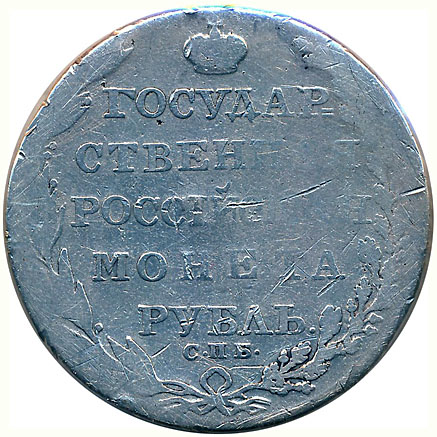 ГОСУДАР-
СТВЕННАЯ
РОССІЙСКАЯ
МОНЕТА
РУБЛЬ.
С.П.Б.